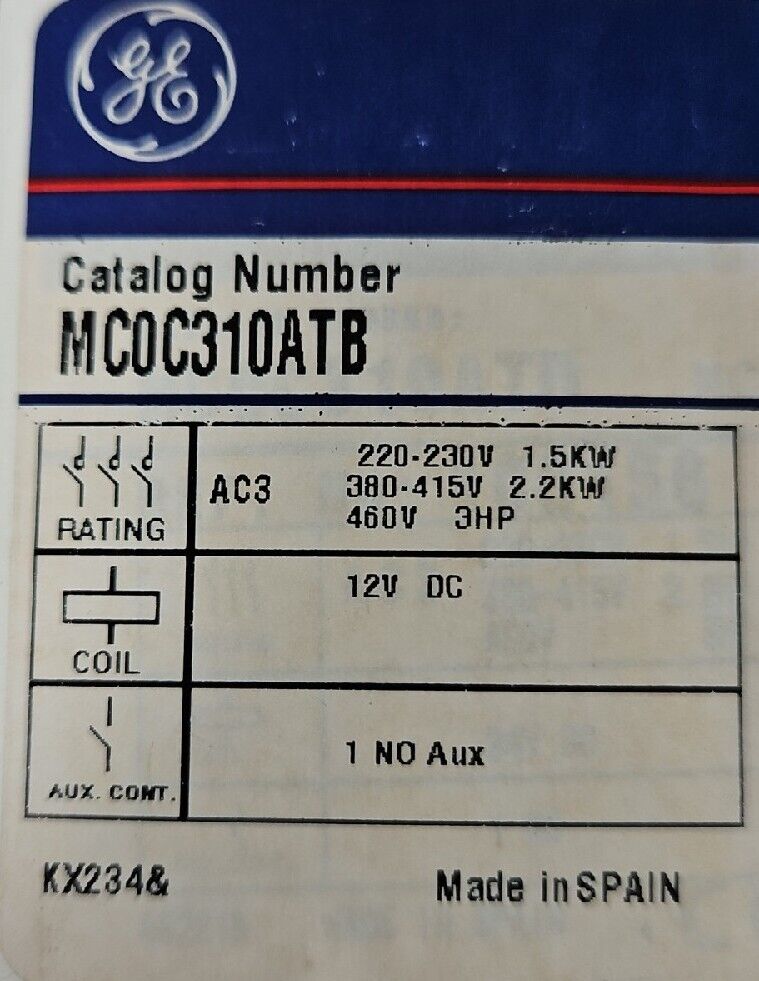 GE
Catalog Number
MC0C310ATB
RATING
AC3
220-230V 1.5KW
380-415V 2.2KW
460V 3HP
COIL
12V DC
AUX. CONT.
1 NO Aux
KX234&
Made in SPAIN